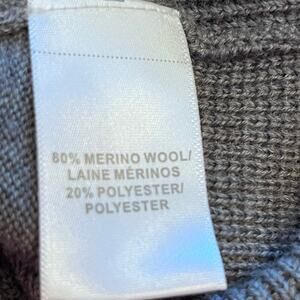 80% MERINO WOOL/
LAINE MÉRINOS
20% POLYESTER/
POLYESTER